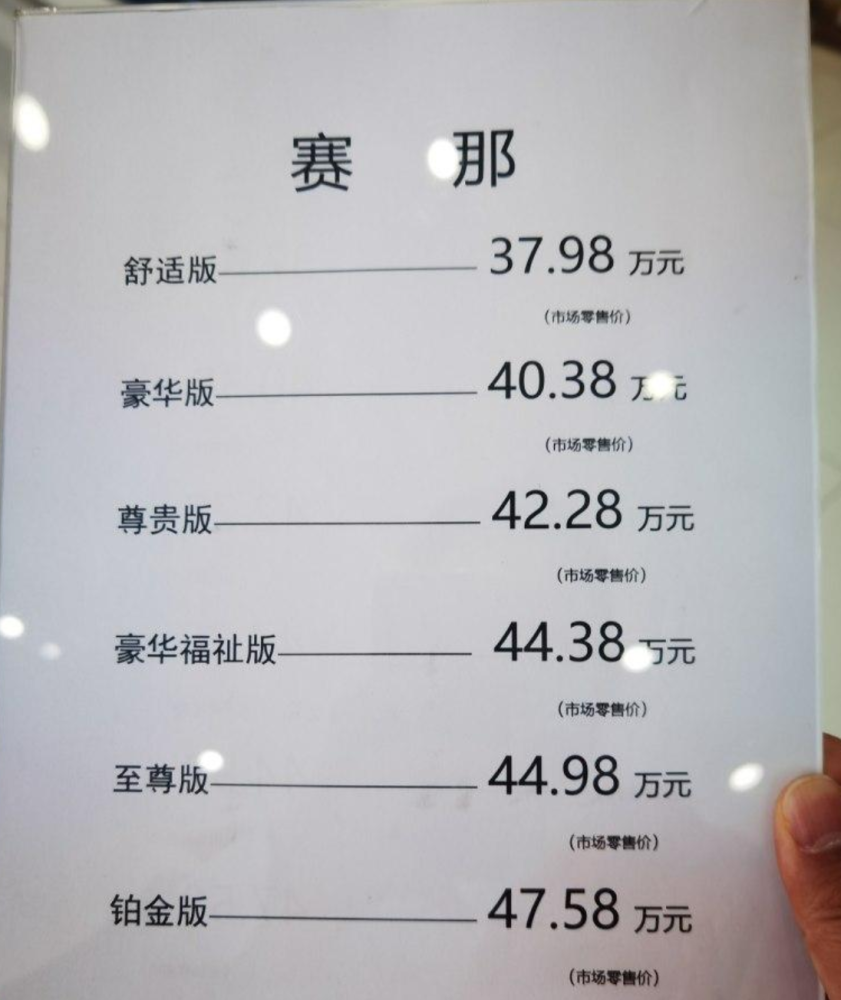 赛 那
舒适版 37.98 万元
(市场零售价)
豪华版 40.38 万元
(市场零售价)
尊贵版 42.28 万元
(市场零售价)
豪华福祉版 44.38 万元
(市场零售价)
至尊版 44.98 万元
(市场零售价)
铂金版 47.58 万元
(市场零售价)